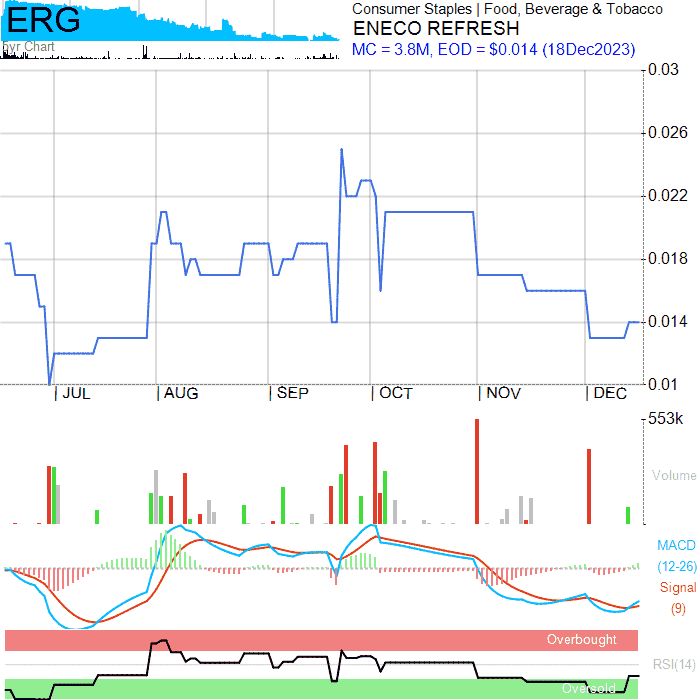 ERG
5yr Chart
Consumer Staples | Food, Beverage & Tobacco
ENECO REFRESH
MC = 3.8M, EOD = $0.014 (18Dec2023)
0.03
0.026
0.022
0.018
0.014
0.01
| JUL | AUG | SEP | OCT | NOV | DEC
553k
Volume
MACD
(12-26)
Signal
(9)
Overbought
RSI(14)
Oversold